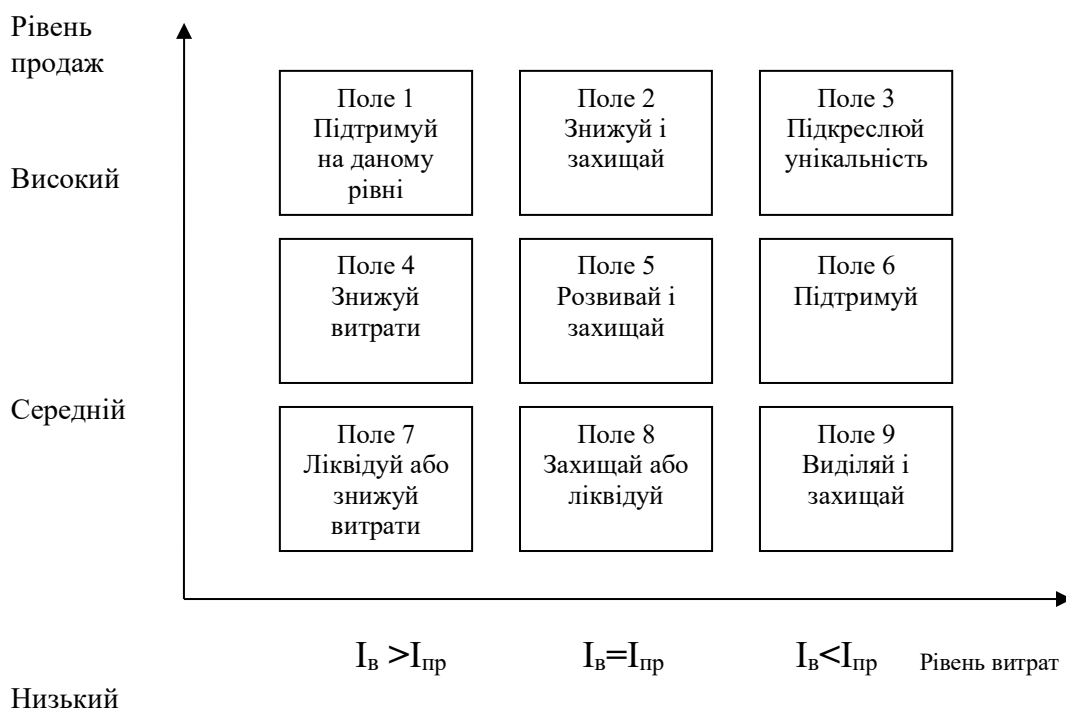 Рівень
продаж
Поле 1
Підтримуй
на даному
рівні
Поле 2
Знижуй і
захищай
Поле 3
Підкреслюй
унікальність
Високий
Поле 4
Знижуй
витрати
Поле 5
Розвивай і
захищай
Поле 6
Підтримуй
Середній
Поле 7
Ліквідуй або
знижуй
витрати
Поле 8
Захищай або
ліквідуй
Поле 9
Виділяй і
захищай
Iв >Iпр
Iв=Iпр
Iв<Iпр
Рівень витрат
Низький